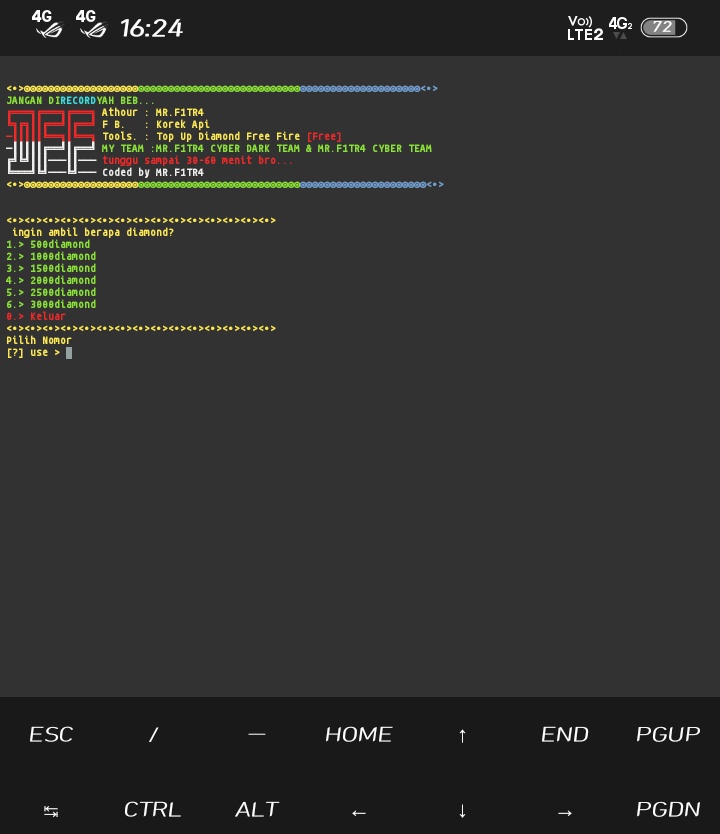 4G 4G 16:24 Vo)) LTE2 4G2 72
JANGAN DIRECORDYAH BEB...
Athour : MR.F1TR4
F B. : Korek Api
Tools. : Top Up Diamond Free Fire [Free]
MY TEAM :MR.F1TR4 CYBER DARK TEAM & MR.F1TR4 CYBER TEAM
tunggu sampai 30-60 menit bro...
Coded by MR.F1TR4
<•><•><•><•><•><•><•><•><•><•><•><•><•><•><•>
ingin ambil berapa diamond?
1.> 500diamond
2.> 1000diamond
3.> 1500diamond
4.> 2000diamond
5.> 2500diamond
6.> 3000diamond
0.> Keluar
<•><•><•><•><•><•><•><•><•><•><•><•><•><•><•>
Pilih Nomor
[?] use >
ESC / — HOME ↑ END PGUP
↹ CTRL ALT ← ↓ → PGDN